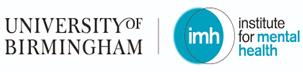 UNIVERSITY OF
BIRMINGHAM
imh
institute
for mental
health